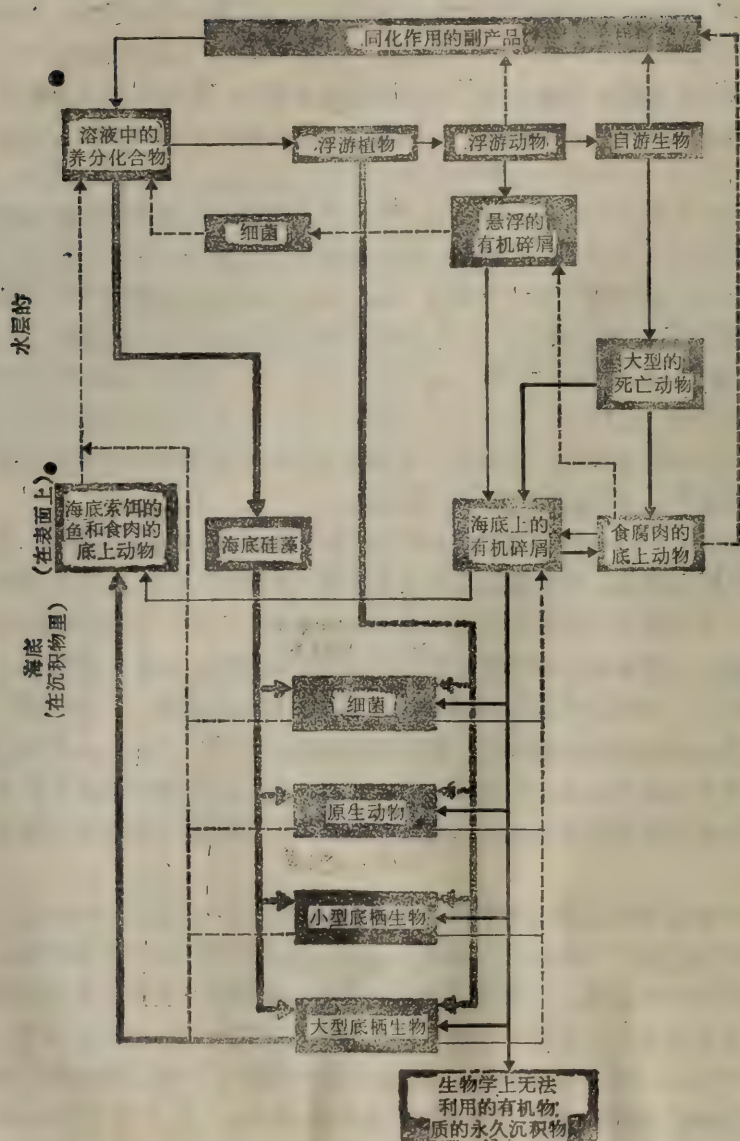 同化作用的副产品
溶液中的
养分化合物
浮游植物
浮游动物
自游生物
细菌
悬浮的
有机碎屑
水层的
大型的
死亡动物
(在表面上)
海底索饵的
鱼和食肉的
底上动物
海底硅藻
海底上的
有机碎屑
食腐肉的
底上动物
海底
(在沉积物里)
细菌
原生动物
小型底栖生物
大型底栖生物
生物学上无法
利用的有机物
质的永久沉积物